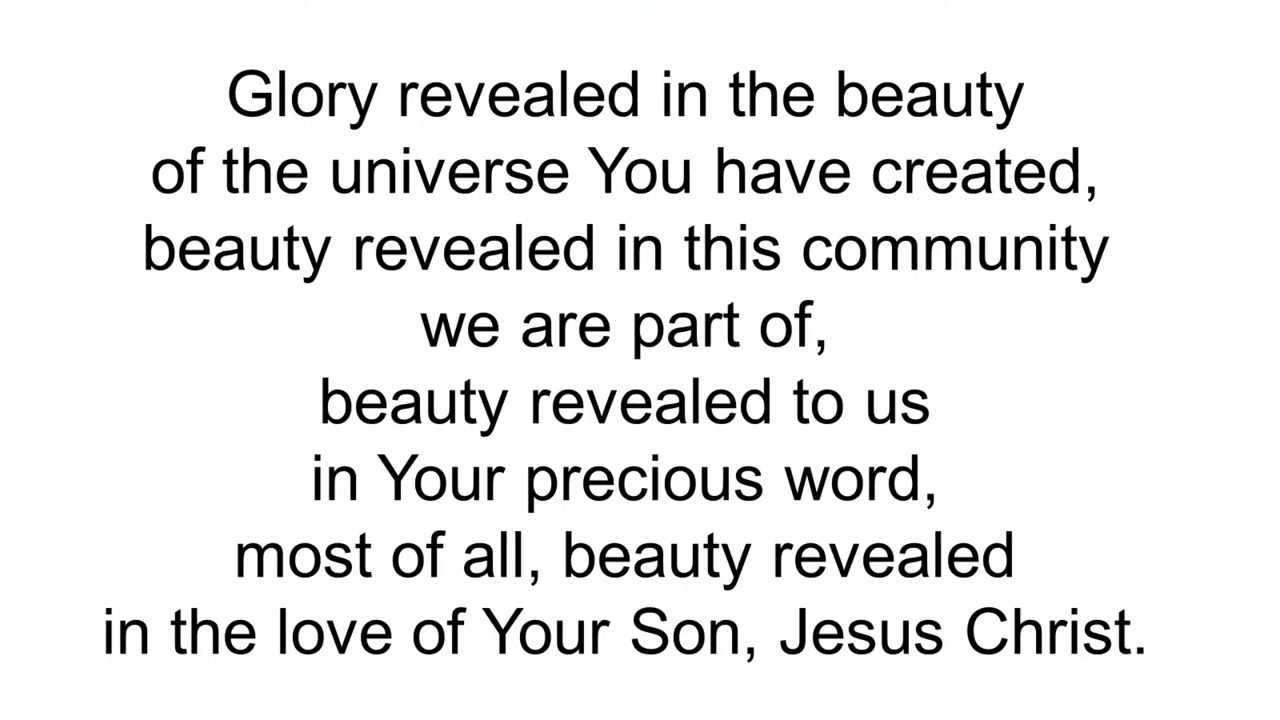 Glory revealed in the beauty
of the universe You have created,
beauty revealed in this community
we are part of,
beauty revealed to us
in Your precious word,
most of all, beauty revealed
in the love of Your Son, Jesus Christ.